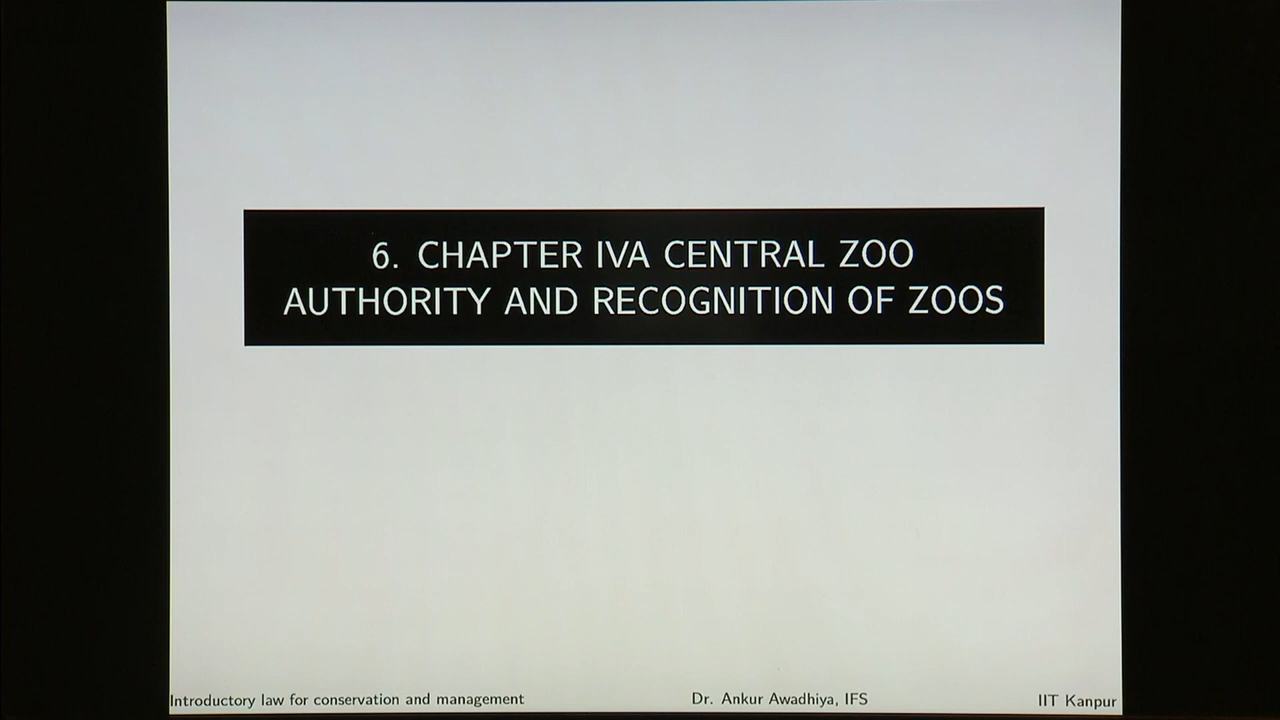 6. CHAPTER IVA CENTRAL ZOO
AUTHORITY AND RECOGNITION OF ZOOS
Introductory law for conservation and management Dr. Ankur Awadhiya, IFS IIT Kanpur